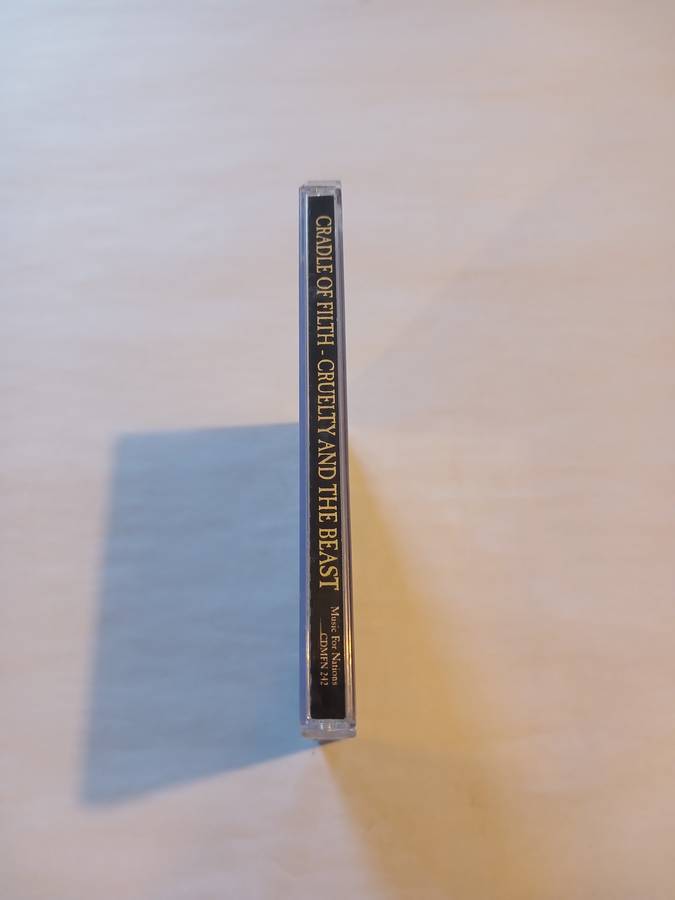 CRADLE OF FILTH - CRUELTY AND THE BEAST
Music For Nations
CDMFN 242